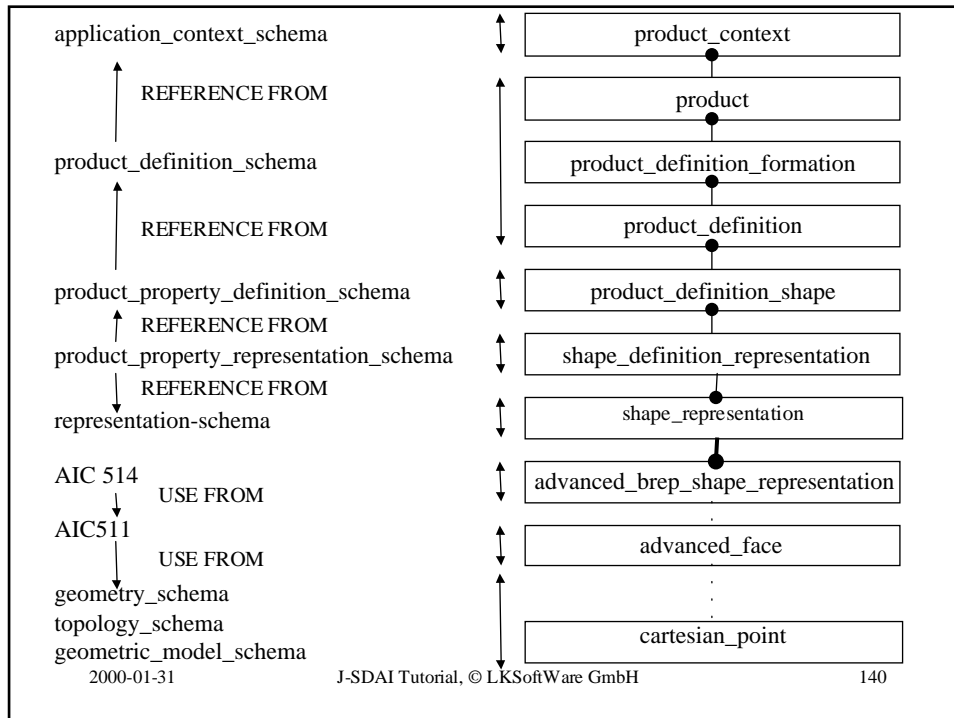 application_context_schema
product_context
REFERENCE FROM
product
product_definition_schema
product_definition_formation
REFERENCE FROM
product_definition
product_property_definition_schema
product_definition_shape
REFERENCE FROM
product_property_representation_schema
shape_definition_representation
REFERENCE FROM
representation-schema
shape_representation
AIC 514
advanced_brep_shape_representation
USE FROM
AIC511
advanced_face
USE FROM
geometry_schema
topology_schema
cartesian_point
geometric_model_schema
2000-01-31 J-SDAI Tutorial, © LKSoftWare GmbH 140